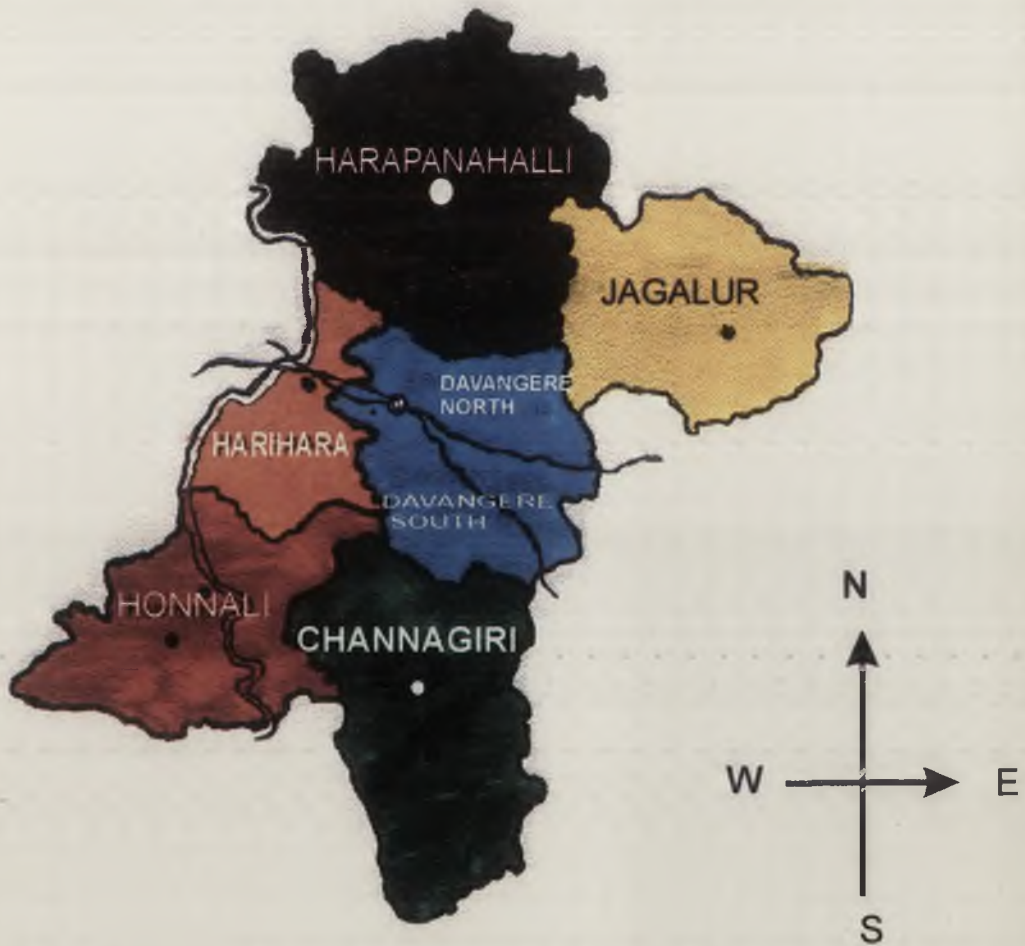 HARAPANAHALLI
JAGALUR
DAVANGERE
NORTH
HARIHARA
DAVANGERE
SOUTH
HONNALI
CHANNAGIRI
N
W
E
S